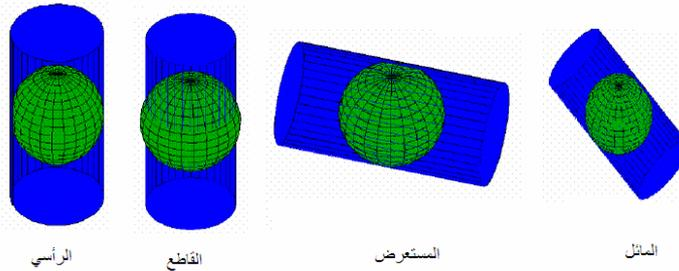 المائل
المستعرض
القاطع
الرأسي